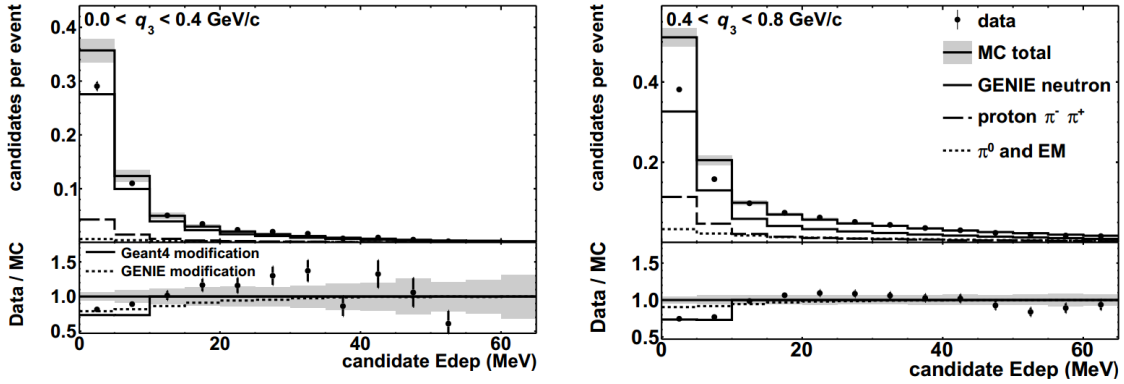 0.0 < q3 < 0.4 GeV/c
candidates per event
0.4
0.3
0.2
0.1
Geant4 modification
GENIE modification
Data / MC
1.5
1.0
0.5
0 20 40 60
candidate Edep (MeV)
0.4 < q3 < 0.8 GeV/c
candidates per event
0.4
0.2
data
MC total
GENIE neutron
proton π⁻ π⁺
π⁰ and EM
Data / MC
1.5
1.0
0.5
0 20 40 60
candidate Edep (MeV)